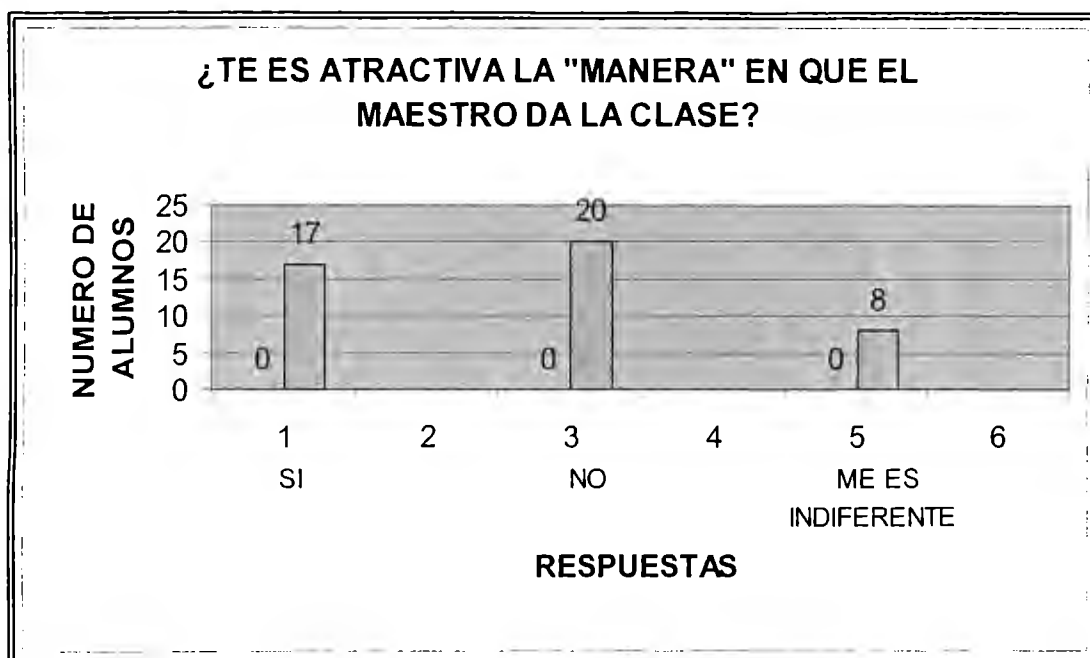 ¿TE ES ATRACTIVA LA "MANERA" EN QUE EL
MAESTRO DA LA CLASE?
NUMERO DE
ALUMNOS
25
20
15
10
5
0
0
17
0
20
0
8
1
2
3
4
5
6
SI
NO
ME ES
INDIFERENTE
RESPUESTAS